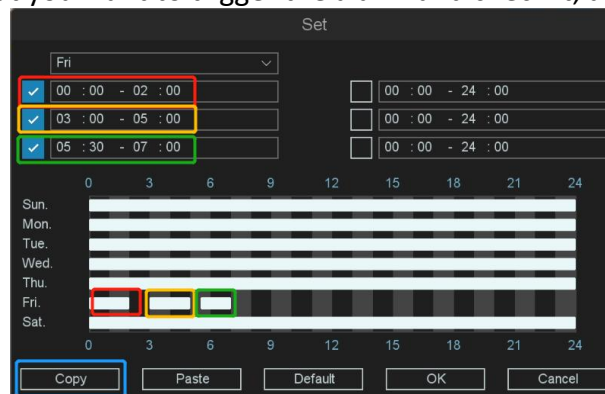 Set
Fri
00 : 00 - 02 : 00
00 : 00 - 24 : 00
03 : 00 - 05 : 00
00 : 00 - 24 : 00
05 : 30 - 07 : 00
00 : 00 - 24 : 00
0 3 6 9 12 15 18 21 24
Sun.
Mon.
Tue.
Wed.
Thu.
Fri.
Sat.
0 3 6 9 12 15 18 21 24
Copy Paste Default OK Cancel